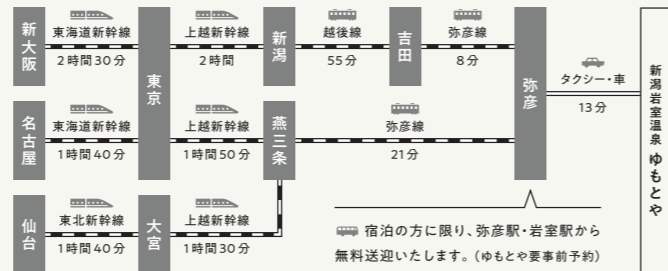 新大阪
東海道新幹線
2時間30分
東京
上越新幹線
2時間
新潟
越後線
55分
吉田
弥彦線
8分
弥彦
タクシー・車
13分
新潟岩室温泉 ゆもとや
名古屋
東海道新幹線
1時間40分
上越新幹線
1時間50分
燕三条
弥彦線
21分
仙台
東北新幹線
1時間40分
大宮
上越新幹線
1時間30分
宿泊の方に限り、弥彦駅・岩室駅から
無料送迎いたします。(ゆもとや要事前予約)